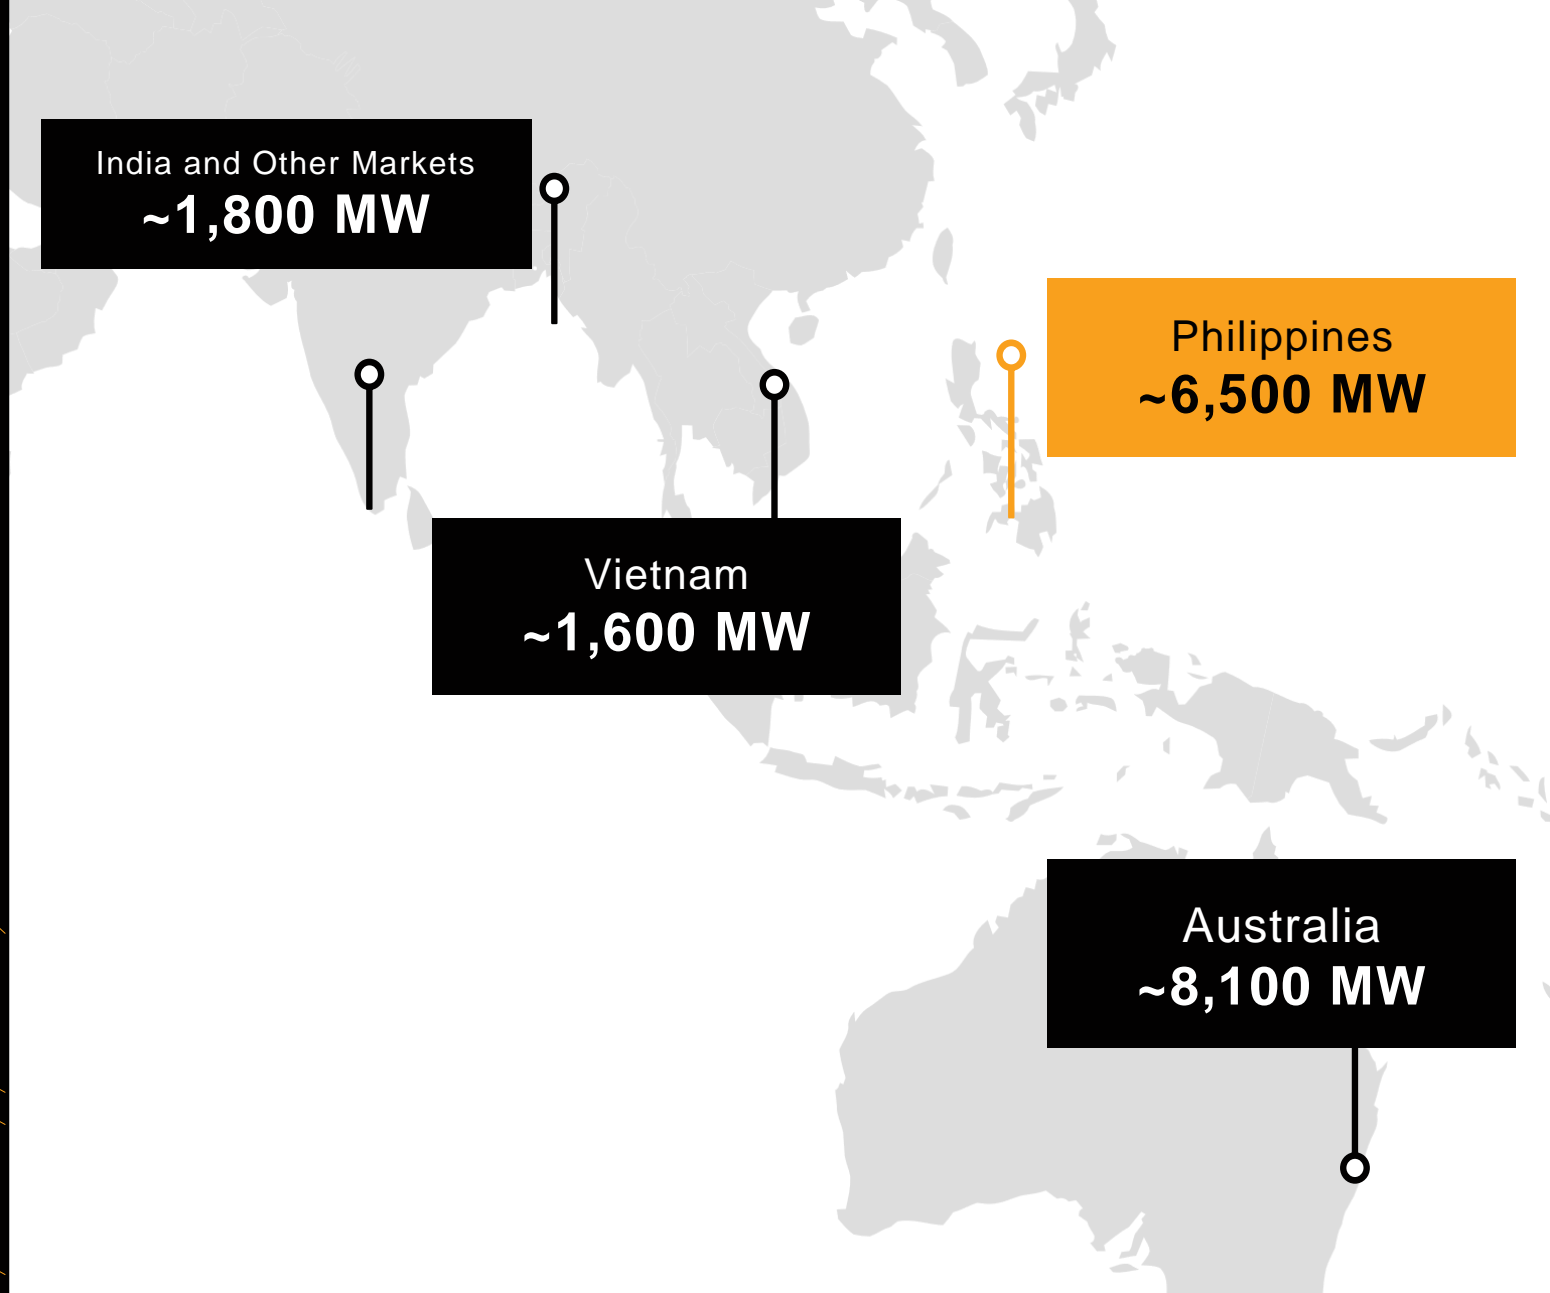 India and Other Markets
~1,800 MW
Philippines
~6,500 MW
Vietnam
~1,600 MW
Australia
~8,100 MW